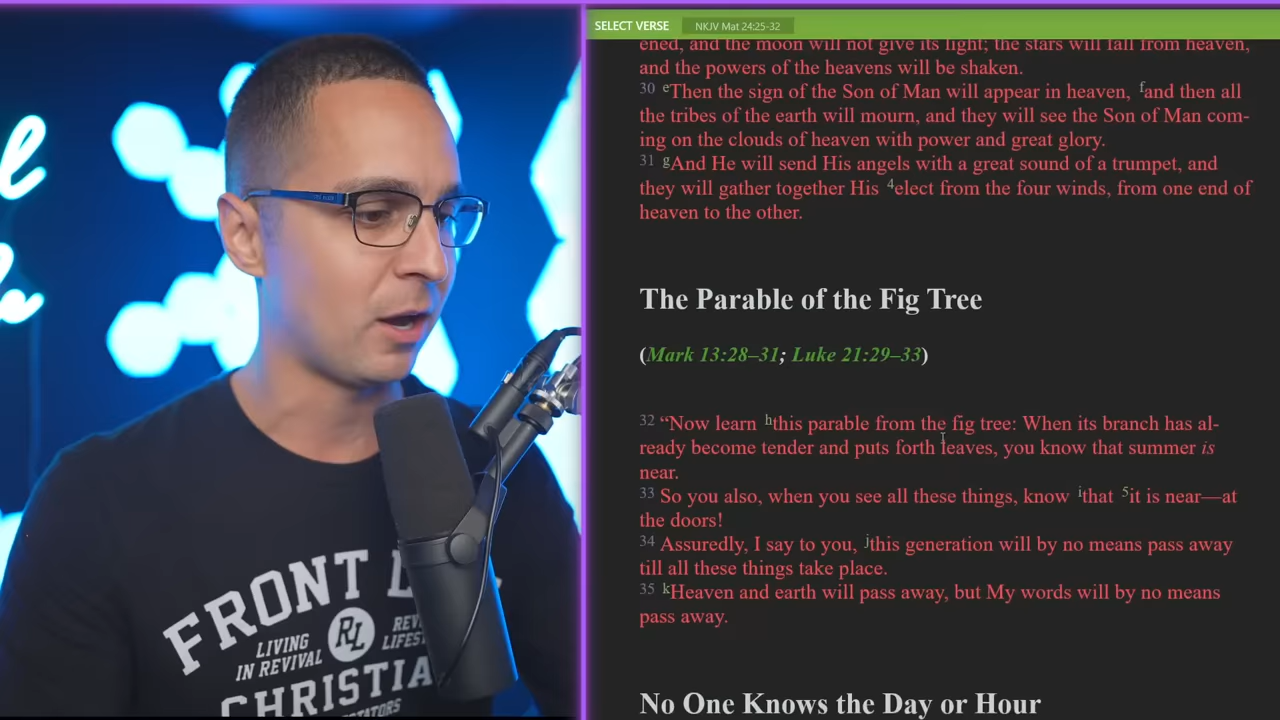 SELECT VERSE NKJV Mat 24:25-32
ened, and the moon will not give its light; the stars will fall from heaven,
and the powers of the heavens will be shaken.
30 eThen the sign of the Son of Man will appear in heaven, fand then all
the tribes of the earth will mourn, and they will see the Son of Man com-
ing on the clouds of heaven with power and great glory.
31 gAnd He will send His angels with a great sound of a trumpet, and
they will gather together His 4elect from the four winds, from one end of
heaven to the other.
The Parable of the Fig Tree
(Mark 13:28–31; Luke 21:29–33)
32 “Now learn hthis parable from the fig tree: When its branch has al-
ready become tender and puts forth leaves, you know that summer is
near.
33 So you also, when you see all these things, know ithat 5it is near—at
the doors!
34 Assuredly, I say to you, jthis generation will by no means pass away
till all these things take place.
35 kHeaven and earth will pass away, but My words will by no means
pass away.
No One Knows the Day or Hour
FRONT
LIVING
IN REVIVAL
RL
REV
LIFES
CHRISTIA